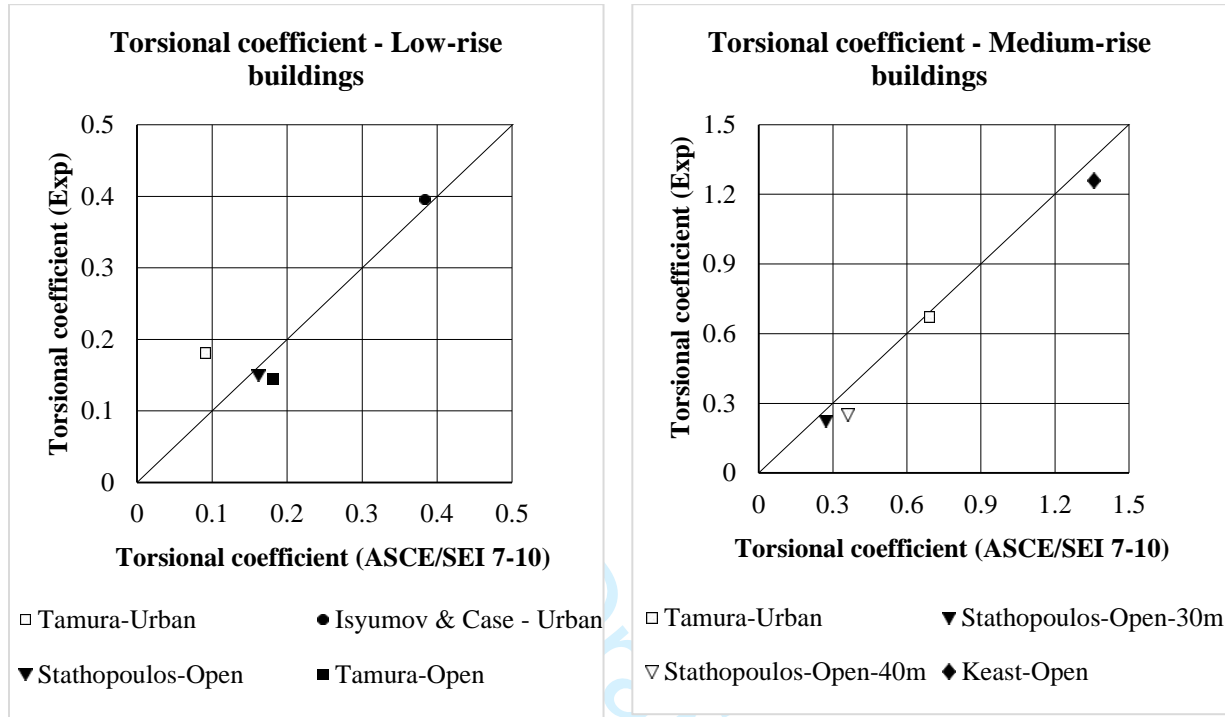 Torsional coefficient - Low-rise
buildings
Torsional coefficient (Exp)
0.5
0.4
0.3
0.2
0.1
0
0 0.1 0.2 0.3 0.4 0.5
Torsional coefficient (ASCE/SEI 7-10)
Tamura-Urban
Isyumov & Case - Urban
Stathopoulos-Open
Tamura-Open
Torsional coefficient - Medium-rise
buildings
Torsional coefficient (Exp)
1.5
1.2
0.9
0.6
0.3
0
0 0.3 0.6 0.9 1.2 1.5
Torsional coefficient (ASCE/SEI 7-10)
Tamura-Urban
Stathopoulos-Open-30m
Stathopoulos-Open-40m
Keast-Open